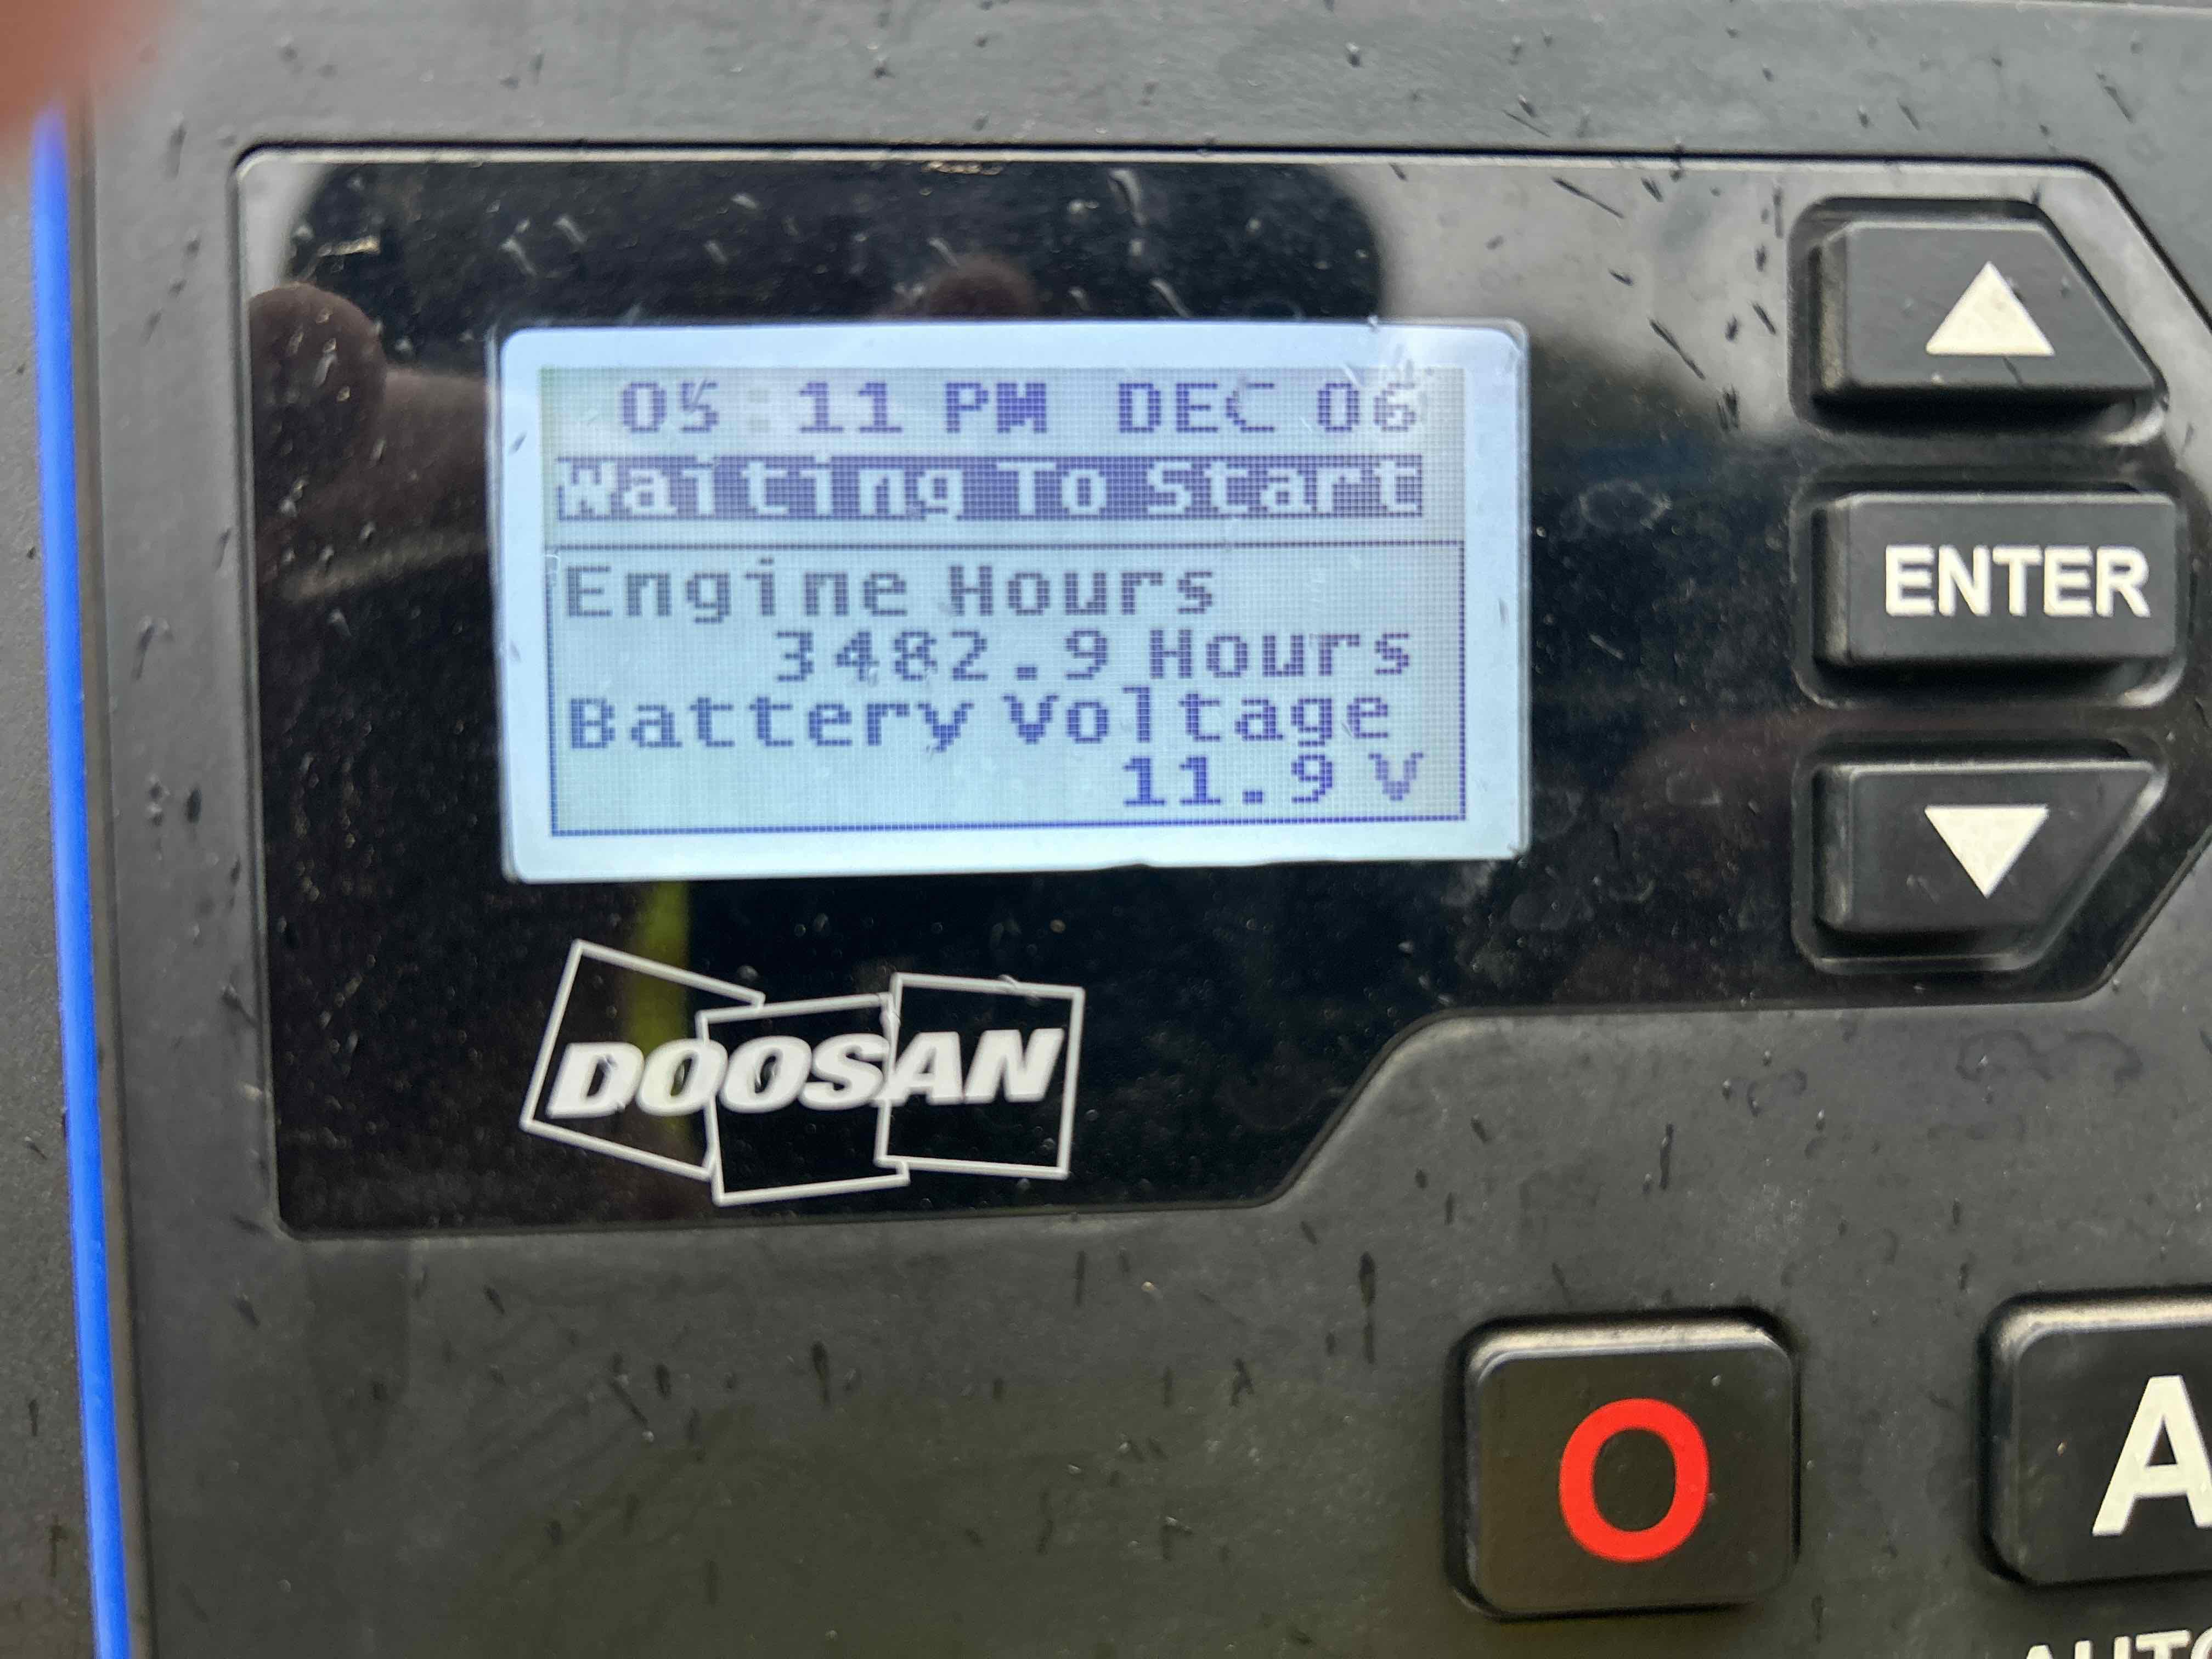 05:11 PM DEC 06
Waiting To Start
Engine Hours
3482.9 Hours
Battery Voltage
11.9 V
ENTER
DOOSAN
O
A